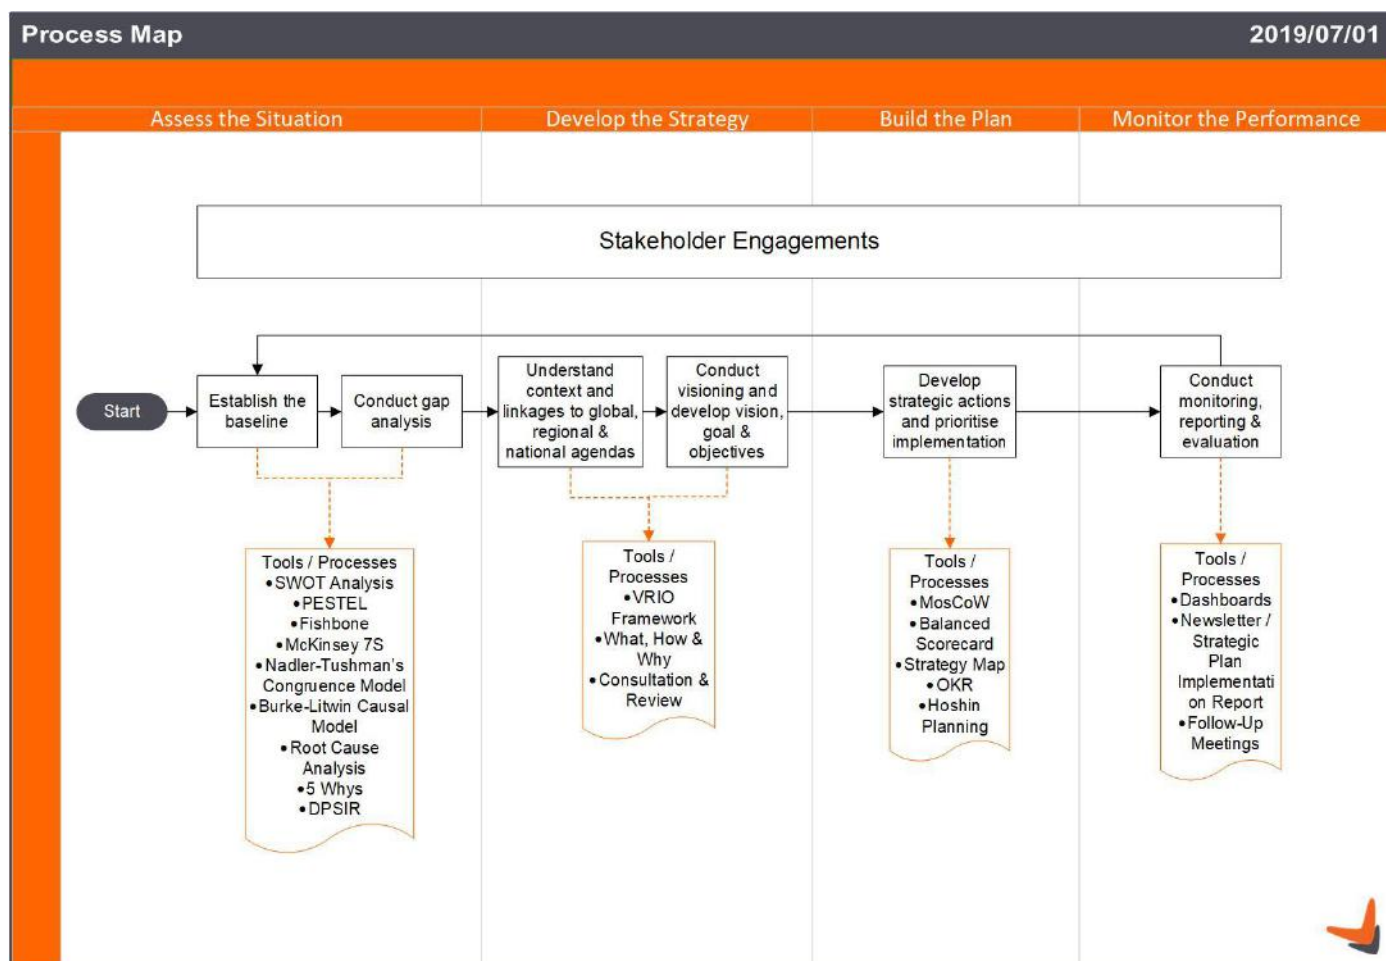 Process Map
2019/07/01
Assess the Situation
Develop the Strategy
Build the Plan
Monitor the Performance
Stakeholder Engagements
Start
Establish the
baseline
Conduct gap
analysis
Understand
context and
linkages to global,
regional &
national agendas
Conduct
visioning and
develop vision,
goal &
objectives
Develop
strategic actions
and prioritise
implementation
Conduct
monitoring,
reporting &
evaluation
Tools / Processes
•SWOT Analysis
•PESTEL
•Fishbone
•McKinsey 7S
•Nadler-Tushman's
Congruence Model
•Burke-Litwin Causal
Model
•Root Cause
Analysis
•5 Whys
•DPSIR
Tools /
Processes
•VRIO
Framework
•What, How &
Why
•Consultation &
Review
Tools /
Processes
•MosCoW
•Balanced
Scorecard
•Strategy Map
•OKR
•Hoshin
Planning
Tools /
Processes
•Dashboards
•Newsletter /
Strategic
Plan
Implementati
on Report
•Follow-Up
Meetings